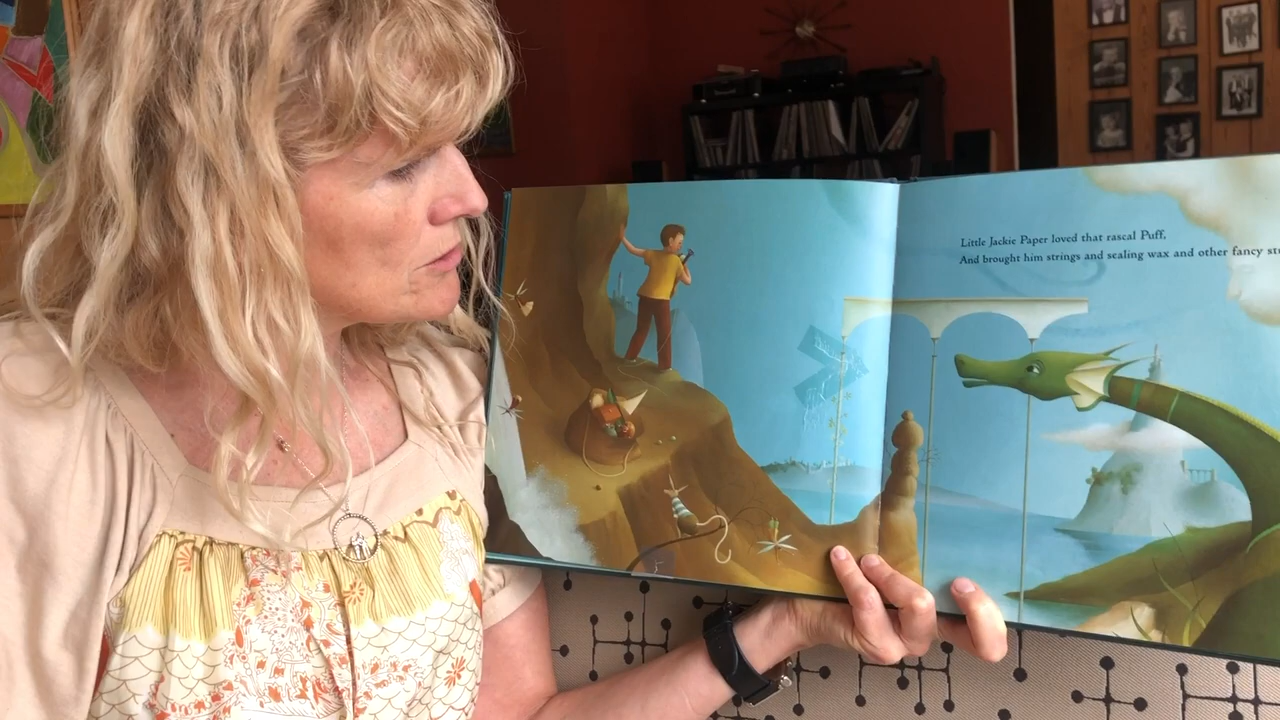 Little Jackie Paper loved that rascal Puff,
And brought him strings and sealing wax and other fancy